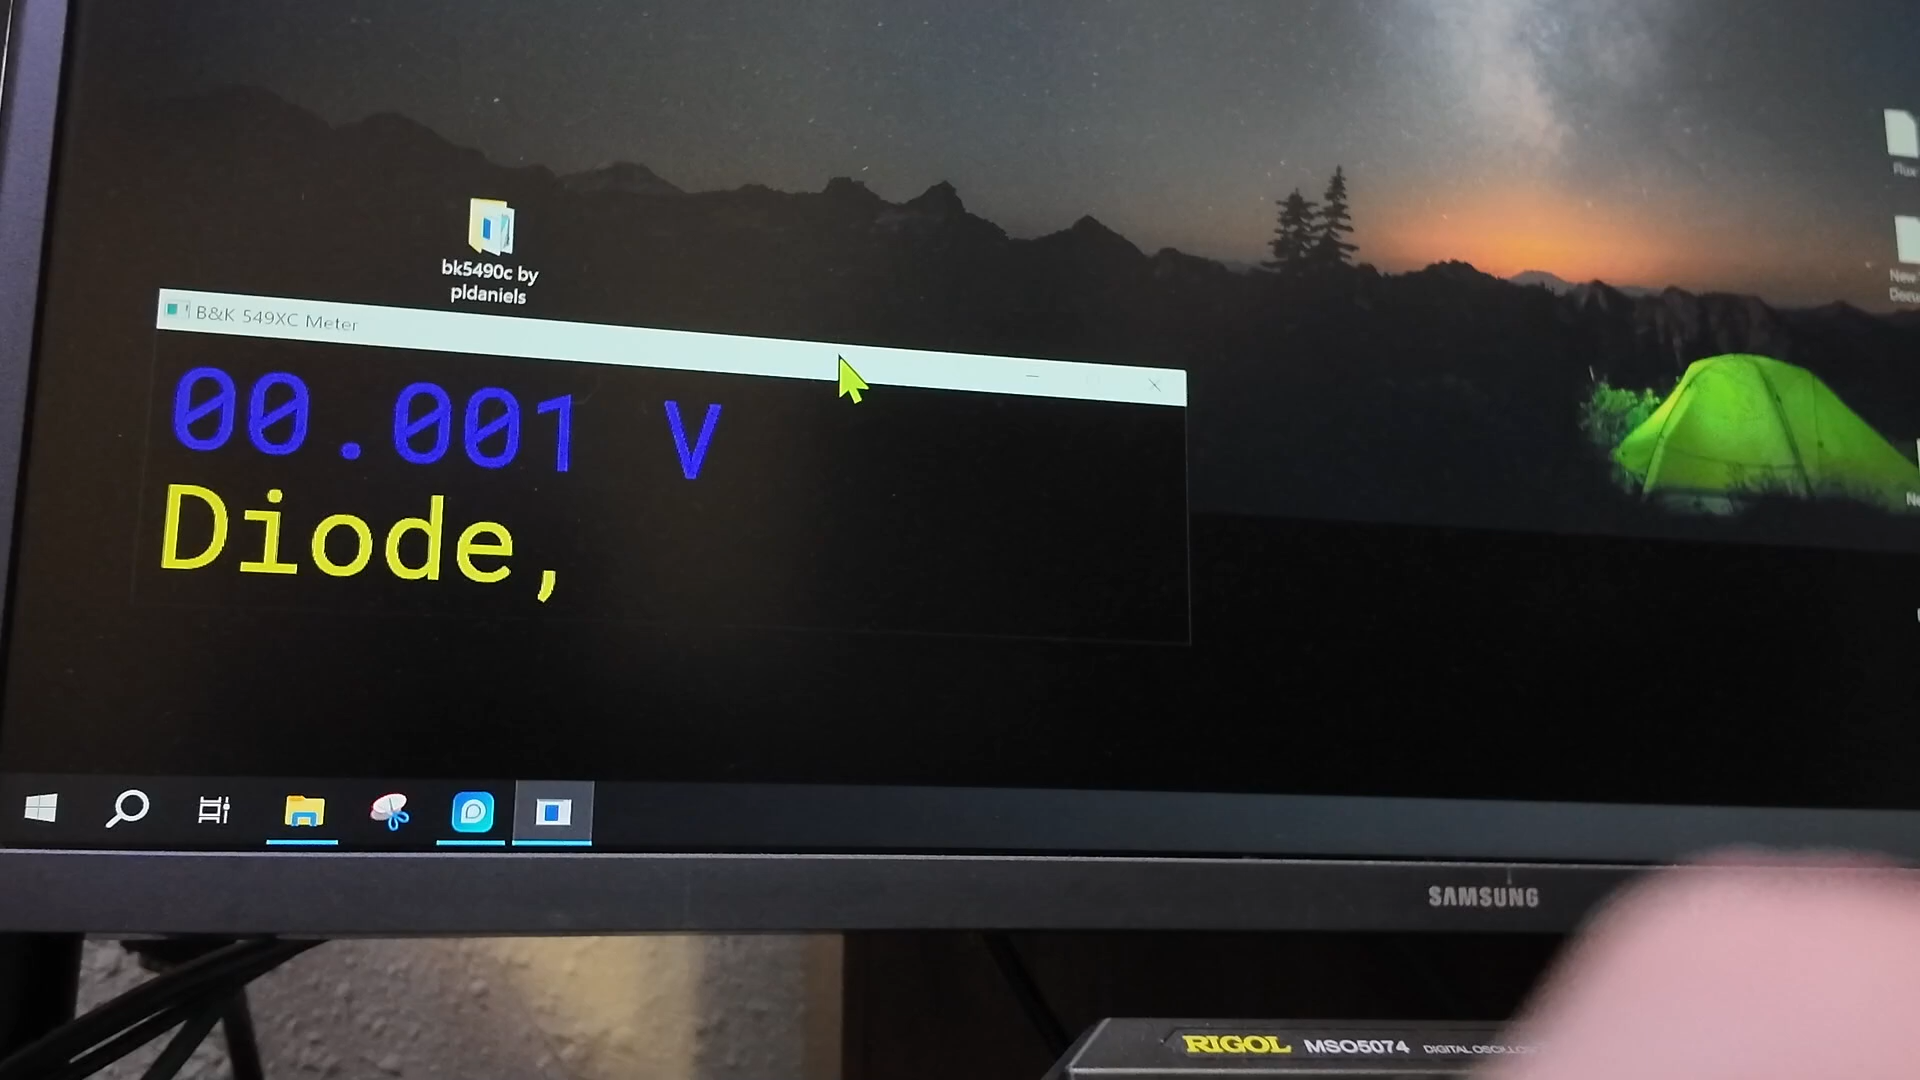 bk5490c by
pldaniels
B&K 549XC Meter
00.001 V
Diode,
SAMSUNG
RIGOL MSO5074